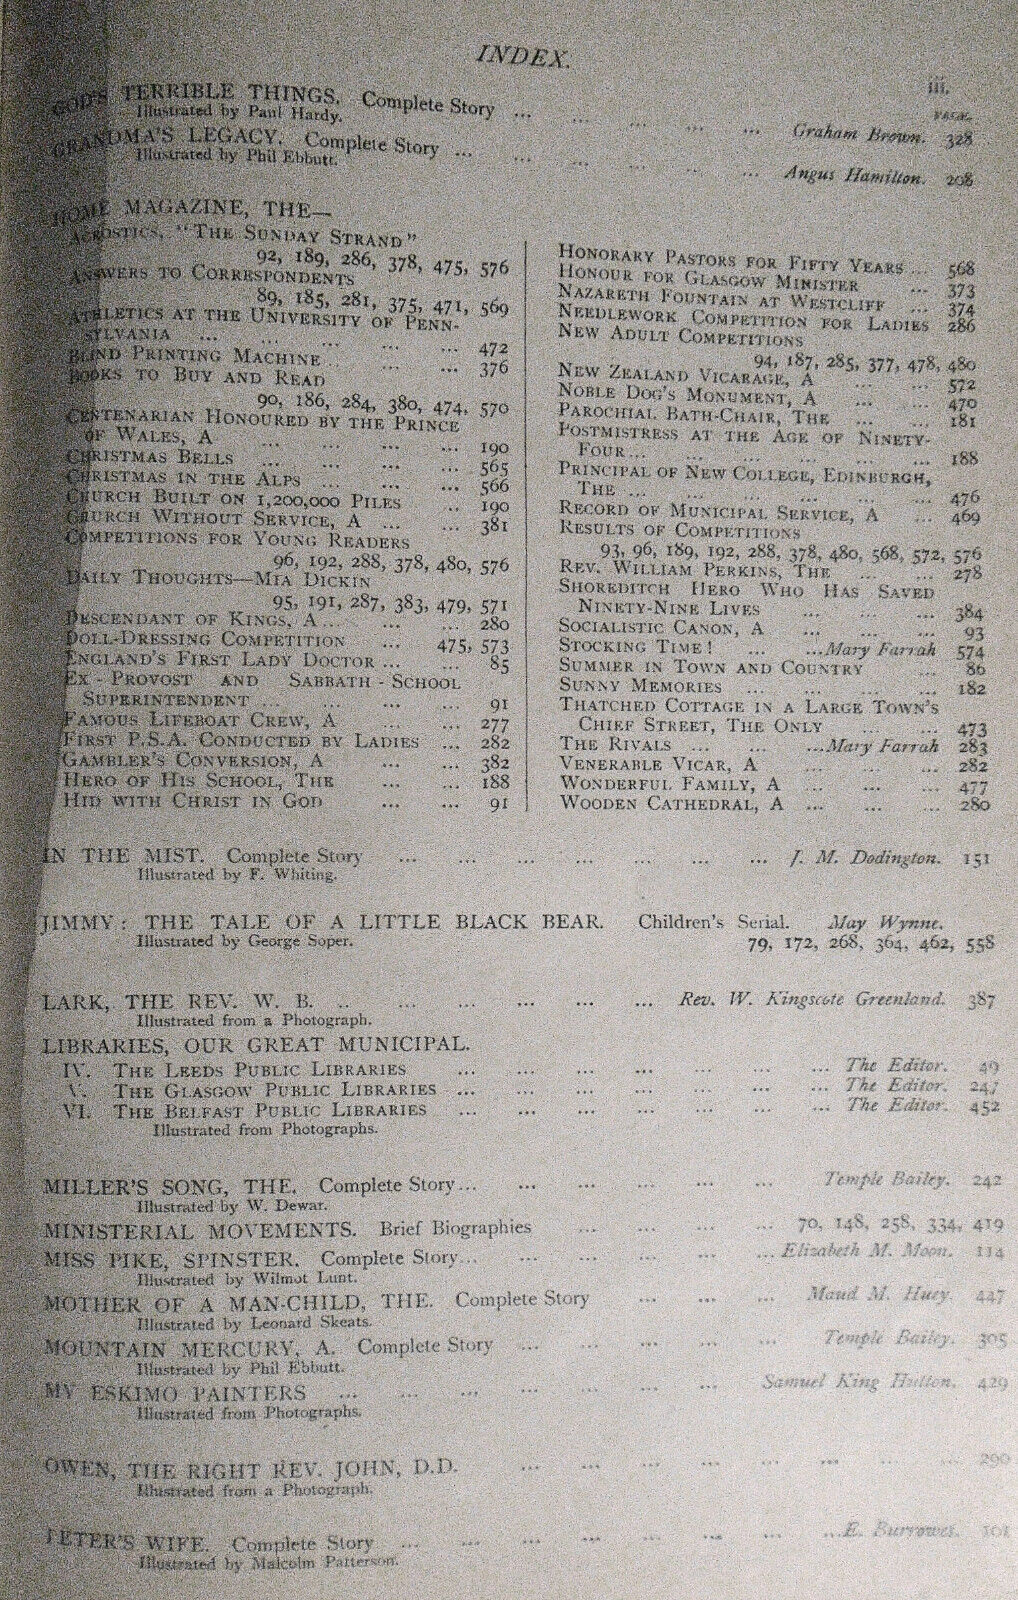 INDEX.
iii.
PAGE.
GOD'S TERRIBLE THINGS. Complete Story ... ... ... ... ... Graham Brown. 328
Illustrated by Paul Hardy.
GRANDMA'S LEGACY. Complete Story ... ... ... ... ... Angus Hamilton. 208
Illustrated by Phil Ebbutt.
HOME MAGAZINE, THE—
ACROSTICS, "THE SUNDAY STRAND"
92, 189, 286, 378, 475, 576
ANSWERS TO CORRESPONDENTS
89, 185, 281, 375, 471, 569
ATHLETICS AT THE UNIVERSITY OF PENN-
SYLVANIA ... ... ... ... 472
BLIND PRINTING MACHINE ... ... ... 376
BOOKS TO BUY AND READ
90, 186, 284, 380, 474, 570
CENTENARIAN HONOURED BY THE PRINCE
OF WALES, A ... ... ... 190
CHRISTMAS BELLS ... ... ... 565
CHRISTMAS IN THE ALPS ... ... ... 566
CHURCH BUILT ON 1,200,000 PILES ... 190
CHURCH WITHOUT SERVICE, A ... ... 381
COMPETITIONS FOR YOUNG READERS
96, 192, 288, 378, 480, 576
DAILY THOUGHTS—MIA DICKIN
95, 191, 287, 383, 479, 571
DESCENDANT OF KINGS, A ... ... ... 280
DOLL-DRESSING COMPETITION ... 475, 573
ENGLAND'S FIRST LADY DOCTOR ... ... 85
EX-PROVOST AND SABBATH-SCHOOL
SUPERINTENDENT ... ... ... ... 91
FAMOUS LIFEBOAT CREW, A ... ... 277
FIRST P.S.A. CONDUCTED BY LADIES ... 282
GAMBLER'S CONVERSION, A ... ... 382
HERO OF HIS SCHOOL, THE ... ... 188
HID WITH CHRIST IN GOD ... ... 91
HONORARY PASTORS FOR FIFTY YEARS ... 568
HONOUR FOR GLASGOW MINISTER ... 373
NAZARETH FOUNTAIN AT WESTCLIFF ... 374
NEEDLEWORK COMPETITION FOR LADIES 286
NEW ADULT COMPETITIONS
94, 187, 285, 377, 478, 480
NEW ZEALAND VICARAGE, A ... ... 572
NOBLE DOG'S MONUMENT, A ... ... 470
PAROCHIAL BATH-CHAIR, THE ... ... 181
POSTMISTRESS AT THE AGE OF NINETY-
FOUR ... ... ... ... ... 188
PRINCIPAL OF NEW COLLEGE, EDINBURGH,
THE ... ... ... ... ... ... 476
RECORD OF MUNICIPAL SERVICE, A ... 469
RESULTS OF COMPETITIONS
93, 96, 189, 192, 288, 378, 480, 568, 572, 576
REV. WILLIAM PERKINS, THE ... ... 278
SHOREDITCH HERO WHO HAS SAVED
NINETY-NINE LIVES ... ... ... 384
SOCIALISTIC CANON, A ... ... ... 93
STOCKING TIME! ... ... ...Mary Farrah 574
SUMMER IN TOWN AND COUNTRY ... 86
SUNNY MEMORIES ... ... ... 182
THATCHED COTTAGE IN A LARGE TOWN'S
CHIEF STREET, THE ONLY ... ... 473
THE RIVALS ... ... ...Mary Farrah 283
VENERABLE VICAR, A ... ... ... 282
WONDERFUL FAMILY, A ... ... ... 477
WOODEN CATHEDRAL, A ... ... ... 280
IN THE MIST. Complete Story ... ... ... ... ... ... ... J. M. Dodington. 151
Illustrated by F. Whiting.
JIMMY: THE TALE OF A LITTLE BLACK BEAR. Children's Serial. May Wynne.
Illustrated by George Soper. 79, 172, 268, 364, 462, 558
LARK, THE REV. W. B. ... ... ... ... ... ... Rev. W. Kingscote Greenland. 387
Illustrated from a Photograph.
LIBRARIES, OUR GREAT MUNICIPAL.
IV. THE LEEDS PUBLIC LIBRARIES ... ... ... ... ... ... ... The Editor. 49
V. THE GLASGOW PUBLIC LIBRARIES ... ... ... ... ... ... ... The Editor. 247
VI. THE BELFAST PUBLIC LIBRARIES ... ... ... ... ... ... ... The Editor. 452
Illustrated from Photographs.
MILLER'S SONG, THE. Complete Story ... ... ... ... ... ... Temple Bailey. 242
Illustrated by W. Dewar.
MINISTERIAL MOVEMENTS. Brief Biographies ... ... ... ... 70, 148, 258, 334, 419
MISS PIKE, SPINSTER. Complete Story ... ... ... ... ... ... Elizabeth M. Moon. 114
Illustrated by Wilmot Lunt.
MOTHER OF A MAN-CHILD, THE. Complete Story ... ... ... Maud M. Huey. 447
Illustrated by Leonard Skeats.
MOUNTAIN MERCURY, A. Complete Story ... ... ... ... ... Temple Bailey. 305
Illustrated by Phil Ebbutt.
MY ESKIMO PAINTERS ... ... ... ... ... ... ... Samuel King Hutton. 429
Illustrated from Photographs.
OWEN, THE RIGHT REV. JOHN, D.D. ... ... ... ... ... ... ... ... 290
Illustrated from a Photograph.
PETER'S WIFE. Complete Story ... ... ... ... ... ... ... ...E. Burrowes. 101
Illustrated by Malcolm Patterson.